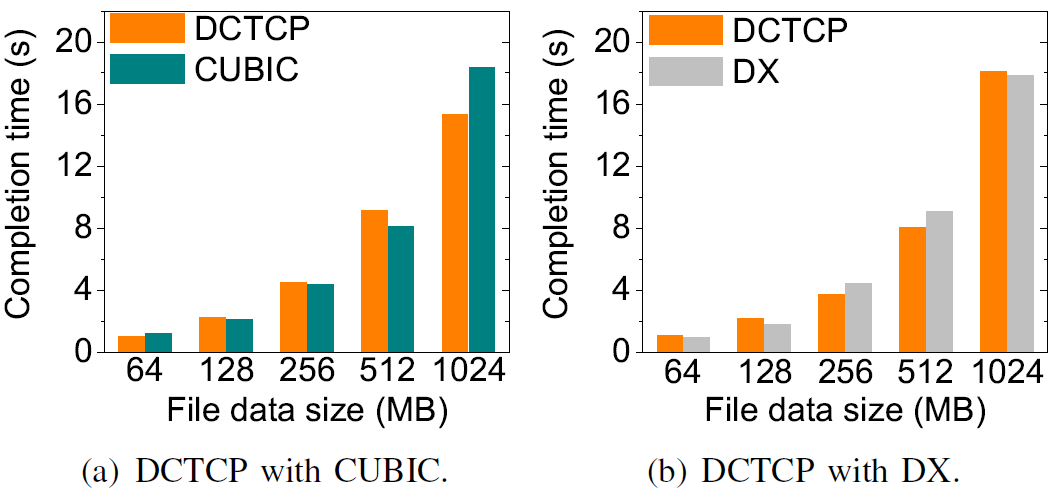 Completion time (s)
20
16
12
8
4
0
DCTCP
CUBIC
64 128 256 512 1024
File data size (MB)
(a) DCTCP with CUBIC.
Completion time (s)
20
16
12
8
4
0
DCTCP
DX
64 128 256 512 1024
File data size (MB)
(b) DCTCP with DX.